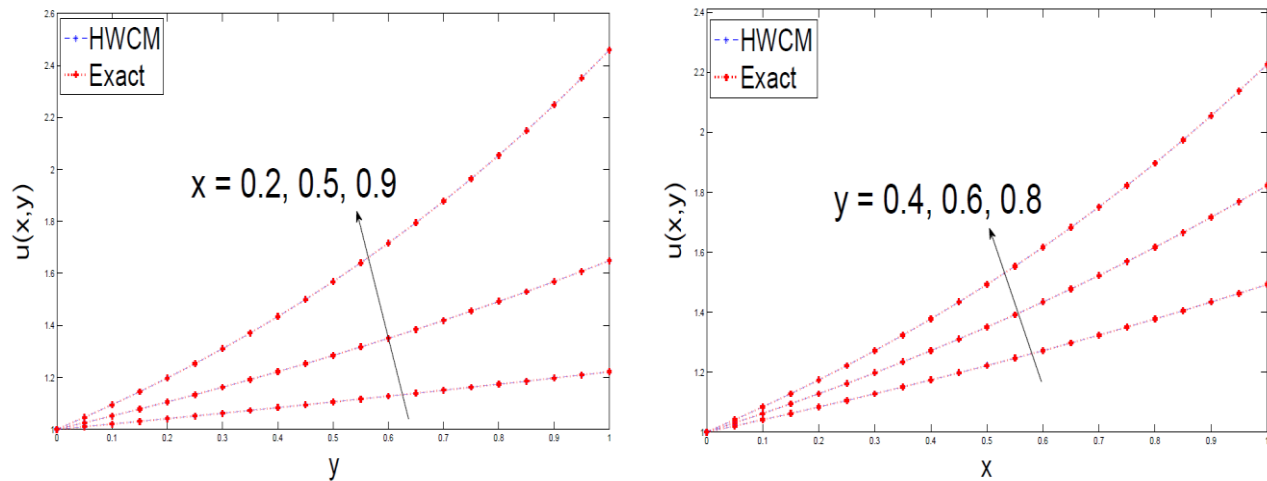 2.6
2.4
2.2
2
1.8
1.6
1.4
1.2
1
HWCM
Exact
x = 0.2, 0.5, 0.9
u(x,y)
0 0.1 0.2 0.3 0.4 0.5 0.6 0.7 0.8 0.9 1
y
2.4
2.2
2
1.8
1.6
1.4
1.2
1
HWCM
Exact
y = 0.4, 0.6, 0.8
u(x,y)
0 0.1 0.2 0.3 0.4 0.5 0.6 0.7 0.8 0.9 1
x